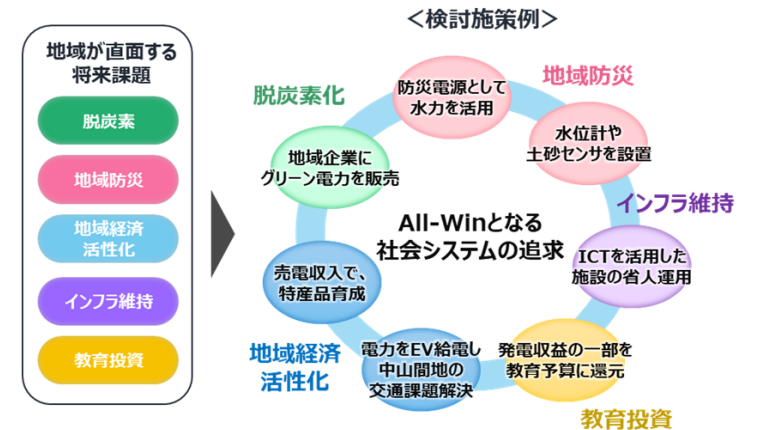 地域が直面する
将来課題
脱炭素
地域防災
地域経済
活性化
インフラ維持
教育投資
＜検討施策例＞
脱炭素化
防災電源として
水力を活用
地域防災
水位計や
土砂センサを設置
地域企業に
グリーン電力を販売
All-Winとなる
社会システムの追求
インフラ維持
ICTを活用した
施設の省人運用
売電収入で、
特産品育成
地域経済
活性化
電力をEV給電し
中山間地の
交通課題解決
発電収益の一部を
教育予算に還元
教育投資